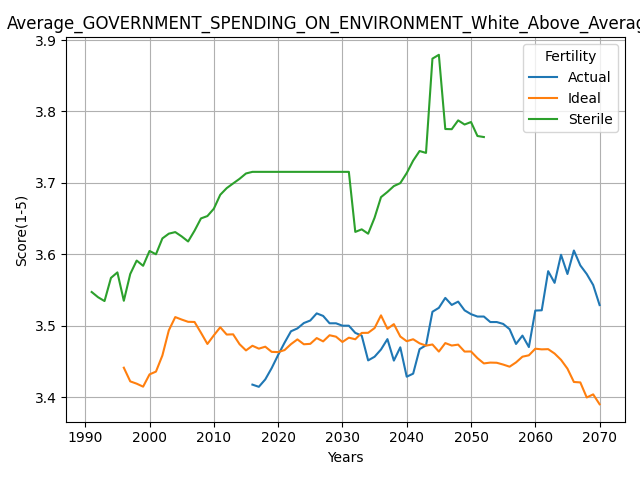 Average_GOVERNMENT_SPENDING_ON_ENVIRONMENT_White_Above_Averag
3.9
3.8
3.7
3.6
3.5
3.4
Score(1-5)
Fertility
Actual
Ideal
Sterile
1990 2000 2010 2020 2030 2040 2050 2060 2070
Years